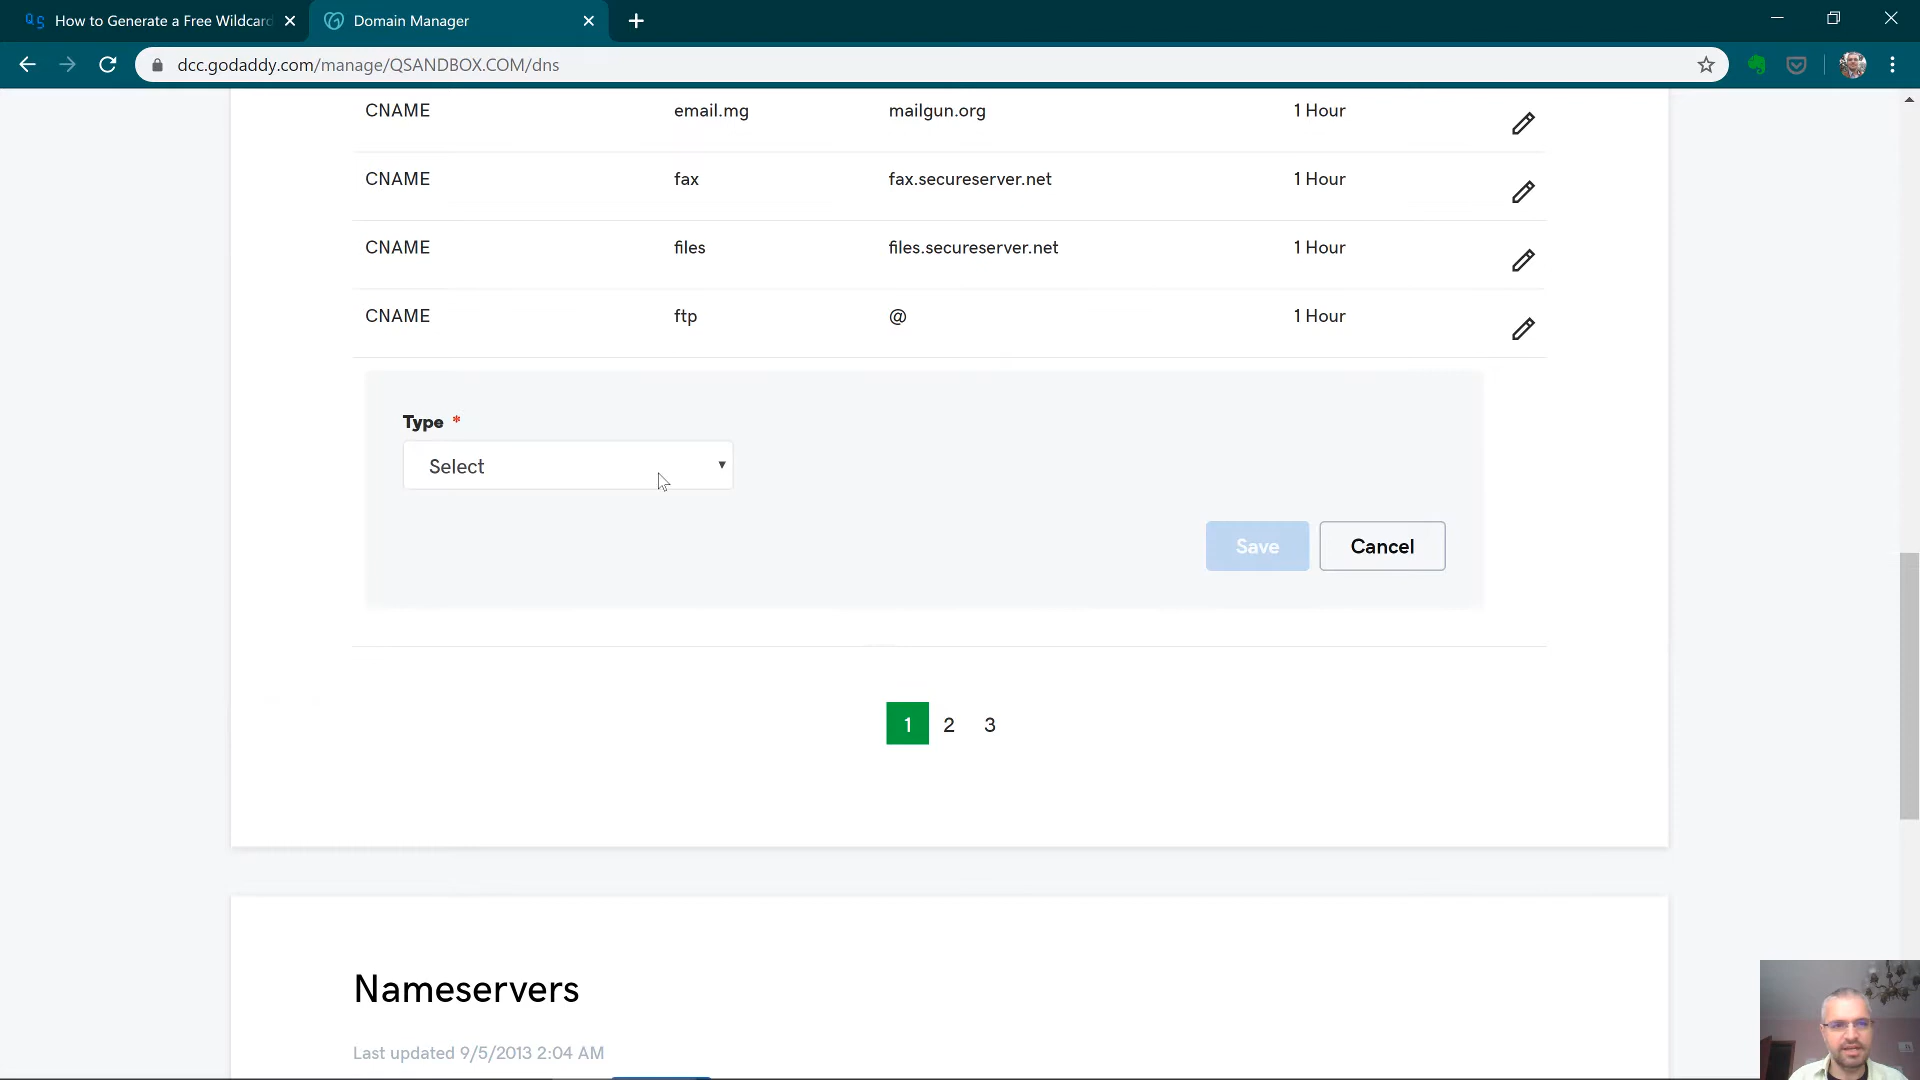 How to Generate a Free Wildcard
Domain Manager
dcc.godaddy.com/manage/QSANDBOX.COM/dns
CNAME email.mg mailgun.org 1 Hour
CNAME fax fax.secureserver.net 1 Hour
CNAME files files.secureserver.net 1 Hour
CNAME ftp @ 1 Hour
Type *
Select
Save Cancel
1 2 3
Nameservers
Last updated 9/5/2013 2:04 AM